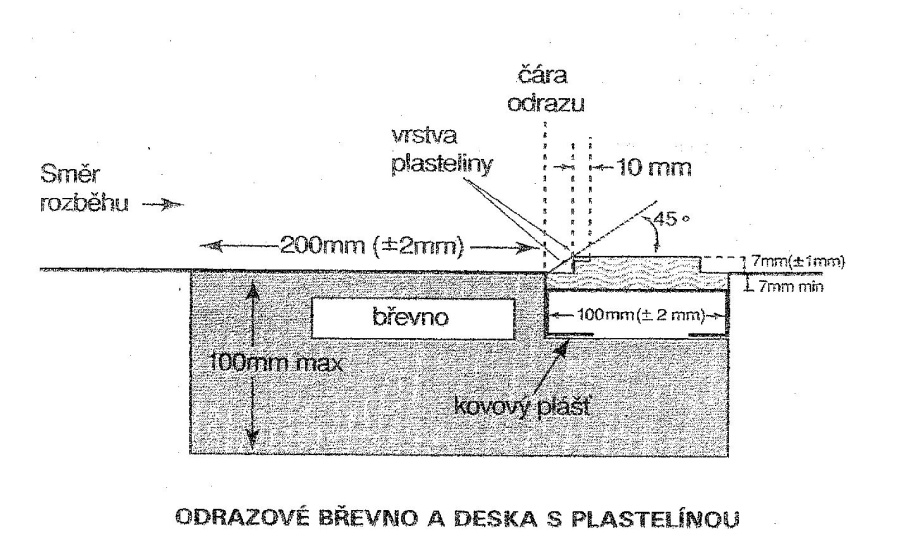 čára
odrazu
vrstva
plasteliny
10 mm
Směr
rozběhu
45°
200mm (±2mm)
7mm(±1mm)
7mm min
břevno
100mm(± 2 mm)
100mm max
kovový plášť
ODRAZOVÉ BŘEVNO A DESKA S PLASTELÍNOU